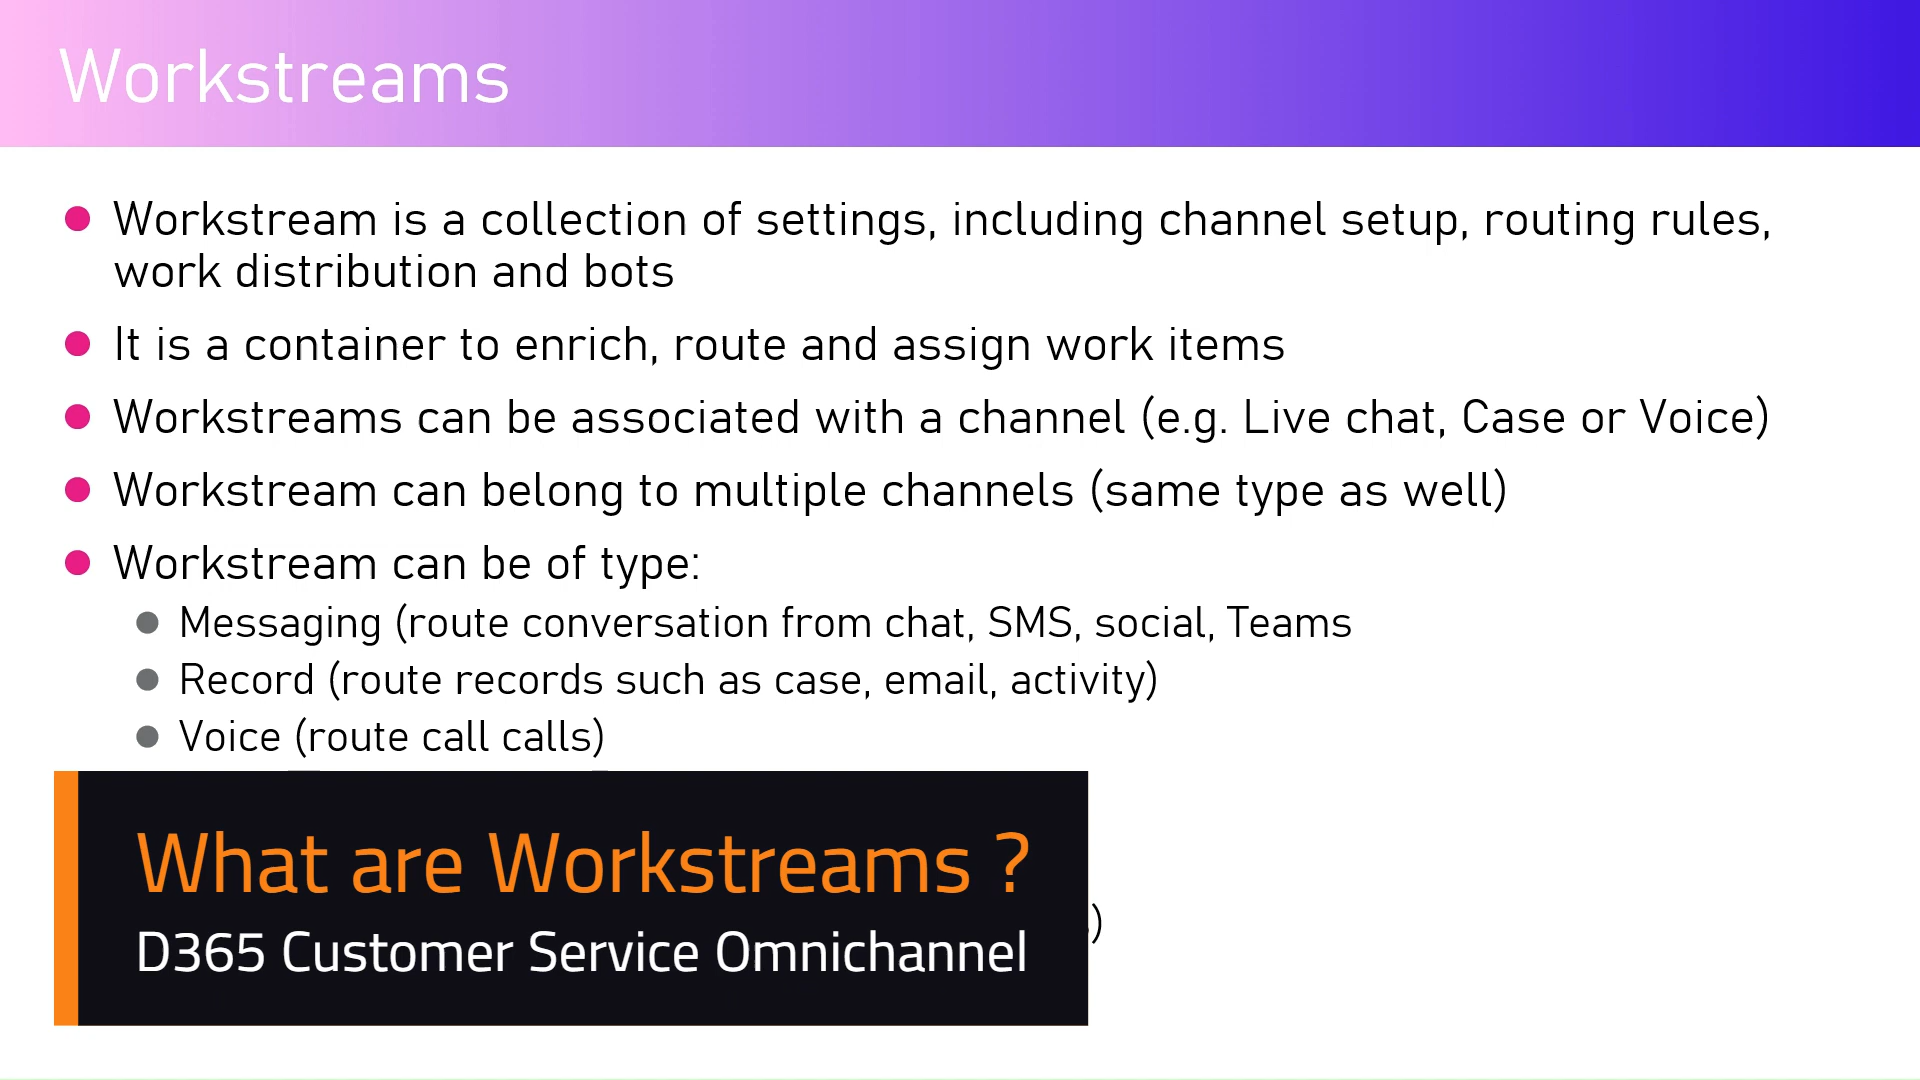 Workstreams
Workstream is a collection of settings, including channel setup, routing rules,
work distribution and bots
It is a container to enrich, route and assign work items
Workstreams can be associated with a channel (e.g. Live chat, Case or Voice)
Workstream can belong to multiple channels (same type as well)
Workstream can be of type:
Messaging (route conversation from chat, SMS, social, Teams
Record (route records such as case, email, activity)
Voice (route call calls)
What are Workstreams ?
)
D365 Customer Service Omnichannel